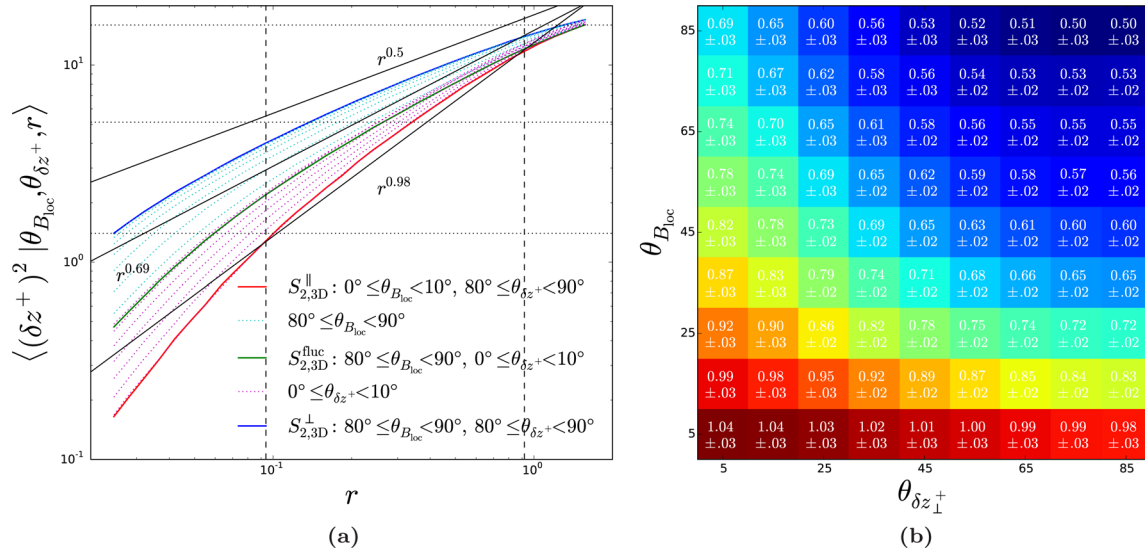 10^1
10^0
10^-1
⟨(δz^+)^2 |θ_{B_loc}, θ_{δz^+}, r⟩
r^0.5
r^0.98
r^0.69
S^∥_{2,3D}: 0° ≤θ_{B_loc}<10°, 80° ≤θ_{δz^+}<90°
80° ≤θ_{B_loc}<90°
S^fluc_{2,3D}: 80° ≤θ_{B_loc}<90°, 0° ≤θ_{δz^+}<10°
0° ≤θ_{δz^+}<10°
S^⊥_{2,3D}: 80° ≤θ_{B_loc}<90°, 80° ≤θ_{δz^+}<90°
10^-1 10^0
r
(a)
θ_{B_loc}
85
65
45
25
5
0.69 0.65 0.60 0.56 0.53 0.52 0.51 0.50 0.50
±.03 ±.03 ±.03 ±.03 ±.03 ±.03 ±.03 ±.03 ±.03
0.71 0.67 0.62 0.58 0.56 0.54 0.53 0.53 0.53
±.03 ±.03 ±.03 ±.03 ±.03 ±.02 ±.02 ±.02 ±.02
0.74 0.70 0.65 0.61 0.58 0.56 0.55 0.55 0.55
±.03 ±.03 ±.03 ±.03 ±.02 ±.02 ±.02 ±.02 ±.02
0.78 0.74 0.69 0.65 0.62 0.59 0.58 0.57 0.56
±.03 ±.03 ±.03 ±.02 ±.02 ±.02 ±.02 ±.02 ±.02
0.82 0.78 0.73 0.69 0.65 0.63 0.61 0.60 0.60
±.03 ±.03 ±.02 ±.02 ±.02 ±.02 ±.02 ±.02 ±.02
0.87 0.83 0.79 0.74 0.71 0.68 0.66 0.65 0.65
±.03 ±.03 ±.02 ±.02 ±.02 ±.02 ±.02 ±.02 ±.02
0.92 0.90 0.86 0.82 0.78 0.75 0.74 0.72 0.72
±.03 ±.03 ±.02 ±.02 ±.02 ±.02 ±.02 ±.02 ±.02
0.99 0.98 0.95 0.92 0.89 0.87 0.85 0.84 0.83
±.03 ±.03 ±.03 ±.02 ±.02 ±.02 ±.02 ±.02 ±.02
1.04 1.04 1.03 1.02 1.01 1.00 0.99 0.99 0.98
±.03 ±.03 ±.03 ±.03 ±.03 ±.03 ±.03 ±.03 ±.03
5 25 45 65 85
θ_{δz^+_⊥}
(b)